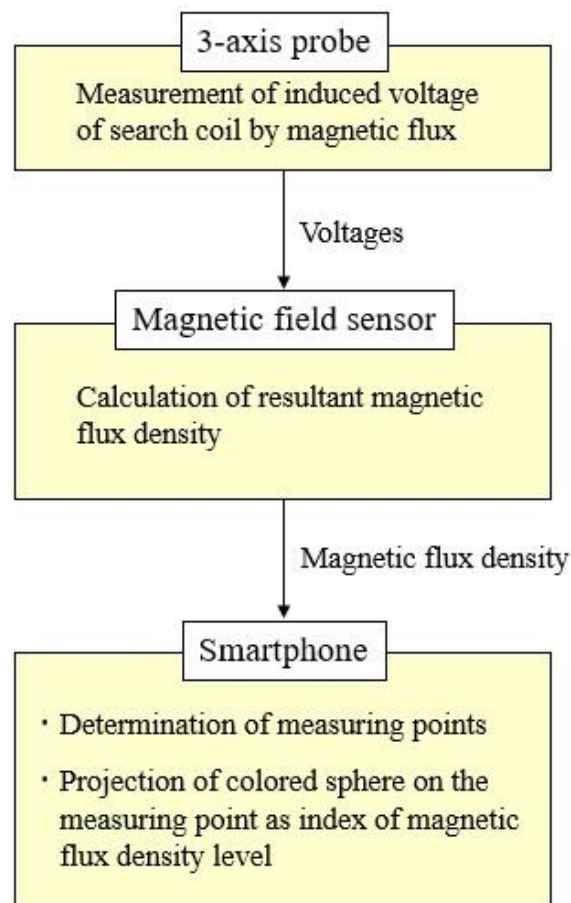 3-axis probe
Measurement of induced voltage
of search coil by magnetic flux
Voltages
Magnetic field sensor
Calculation of resultant magnetic
flux density
Magnetic flux density
Smartphone
・Determination of measuring points
・Projection of colored sphere on the
measuring point as index of magnetic
flux density level